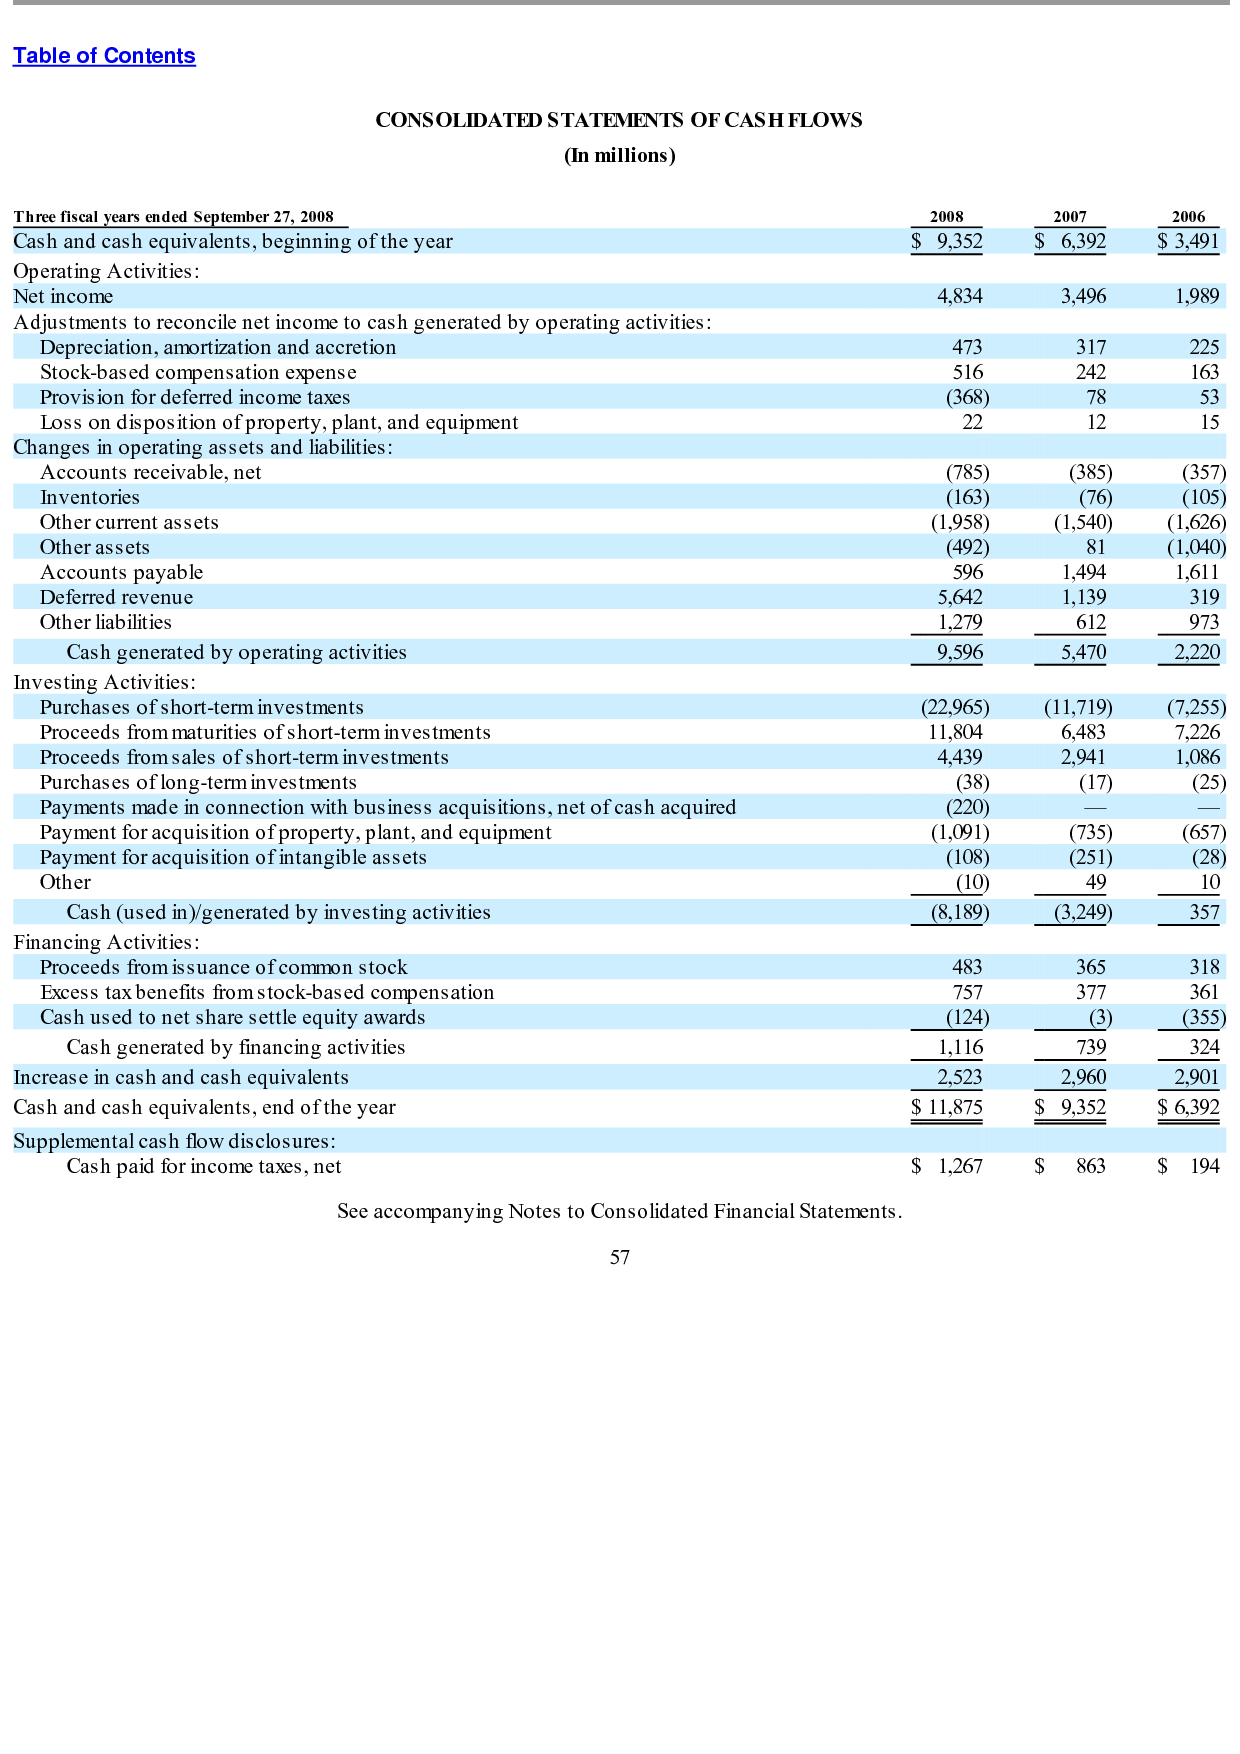 Table of Contents
CONSOLIDATED STATEMENTS OF CASH FLOWS
(In millions)
Three fiscal years ended September 27, 2008 2008 2007 2006
Cash and cash equivalents, beginning of the year $ 9,352 $ 6,392 $ 3,491
Operating Activities:
Net income 4,834 3,496 1,989
Adjustments to reconcile net income to cash generated by operating activities:
Depreciation, amortization and accretion 473 317 225
Stock-based compensation expense 516 242 163
Provision for deferred income taxes (368) 78 53
Loss on disposition of property, plant, and equipment 22 12 15
Changes in operating assets and liabilities:
Accounts receivable, net (785) (385) (357)
Inventories (163) (76) (105)
Other current assets (1,958) (1,540) (1,626)
Other assets (492) 81 (1,040)
Accounts payable 596 1,494 1,611
Deferred revenue 5,642 1,139 319
Other liabilities 1,279 612 973
Cash generated by operating activities 9,596 5,470 2,220
Investing Activities:
Purchases of short-term investments (22,965) (11,719) (7,255)
Proceeds from maturities of short-term investments 11,804 6,483 7,226
Proceeds from sales of short-term investments 4,439 2,941 1,086
Purchases of long-term investments (38) (17) (25)
Payments made in connection with business acquisitions, net of cash acquired (220) — —
Payment for acquisition of property, plant, and equipment (1,091) (735) (657)
Payment for acquisition of intangible assets (108) (251) (28)
Other (10) 49 10
Cash (used in)/generated by investing activities (8,189) (3,249) 357
Financing Activities:
Proceeds from issuance of common stock 483 365 318
Excess tax benefits from stock-based compensation 757 377 361
Cash used to net share settle equity awards (124) (3) (355)
Cash generated by financing activities 1,116 739 324
Increase in cash and cash equivalents 2,523 2,960 2,901
Cash and cash equivalents, end of the year $ 11,875 $ 9,352 $ 6,392
Supplemental cash flow disclosures:
Cash paid for income taxes, net $ 1,267 $ 863 $ 194
See accompanying Notes to Consolidated Financial Statements.
57